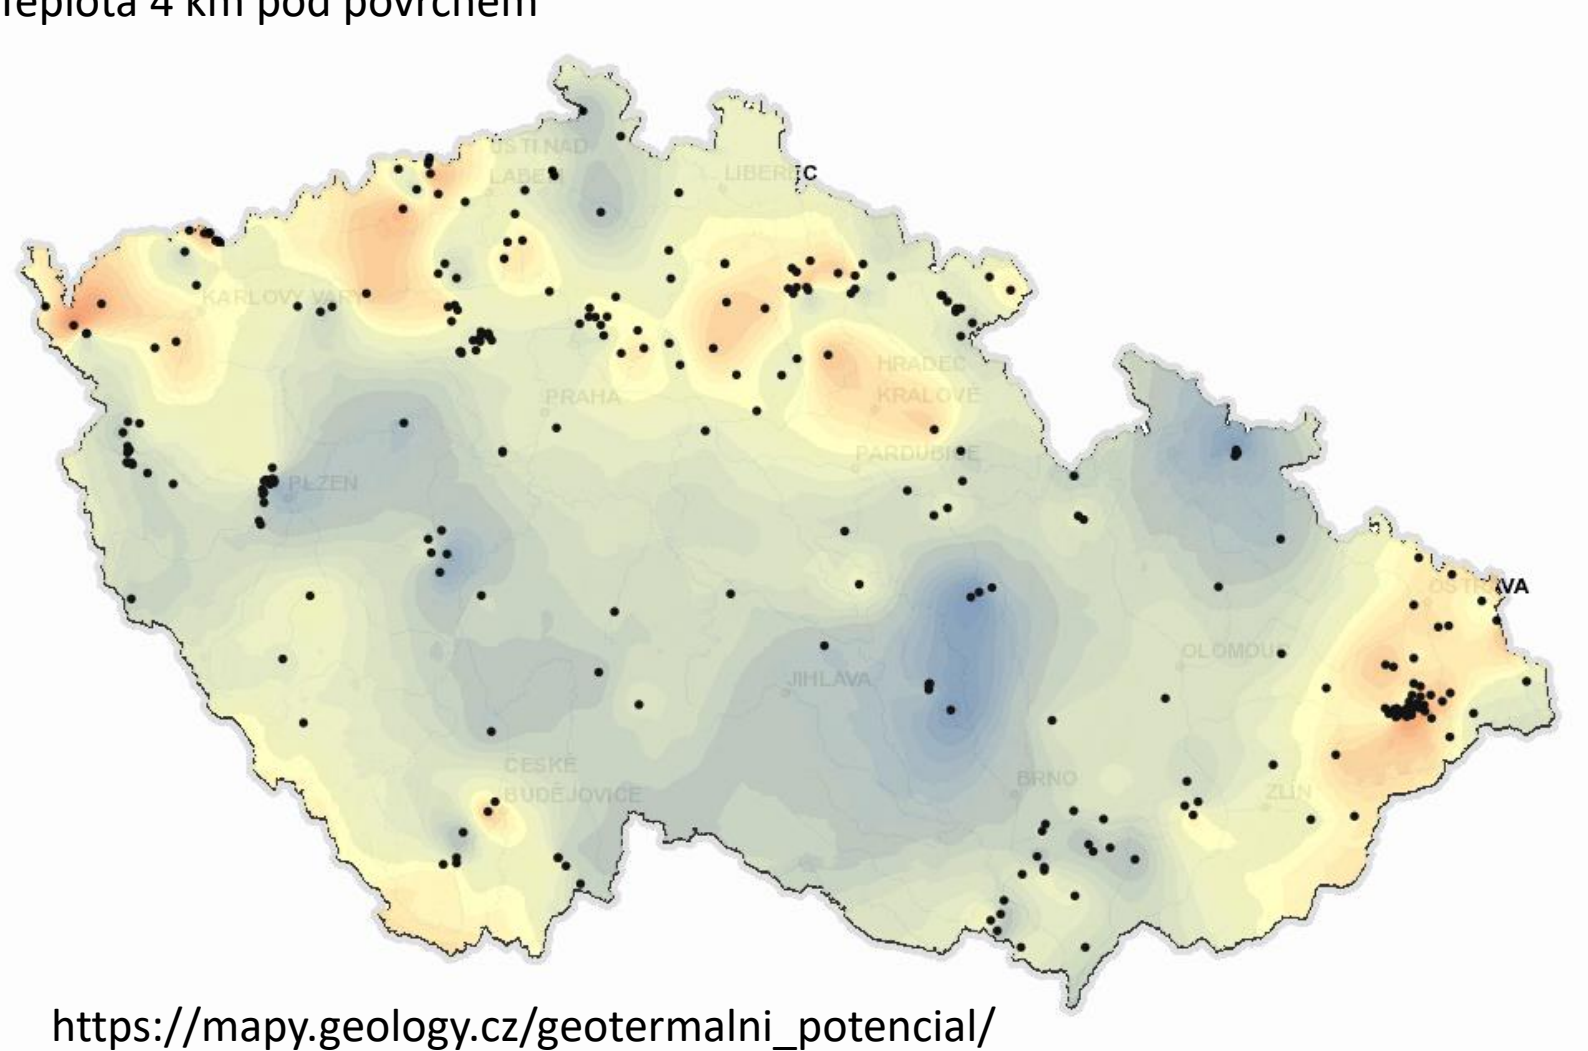 Teplota 4 km pod povrchem
ÚSTÍ NAD
LABEM
LIBEREC
KARLOVY VARY
HRADEC
KRÁLOVÉ
PRAHA
PARDUBICE
PLZEŇ
OSTRAVA
OLOMOUC
JIHLAVA
ČESKÉ
BUDĚJOVICE
BRNO
ZLÍN
https://mapy.geology.cz/geotermalni_potencial/